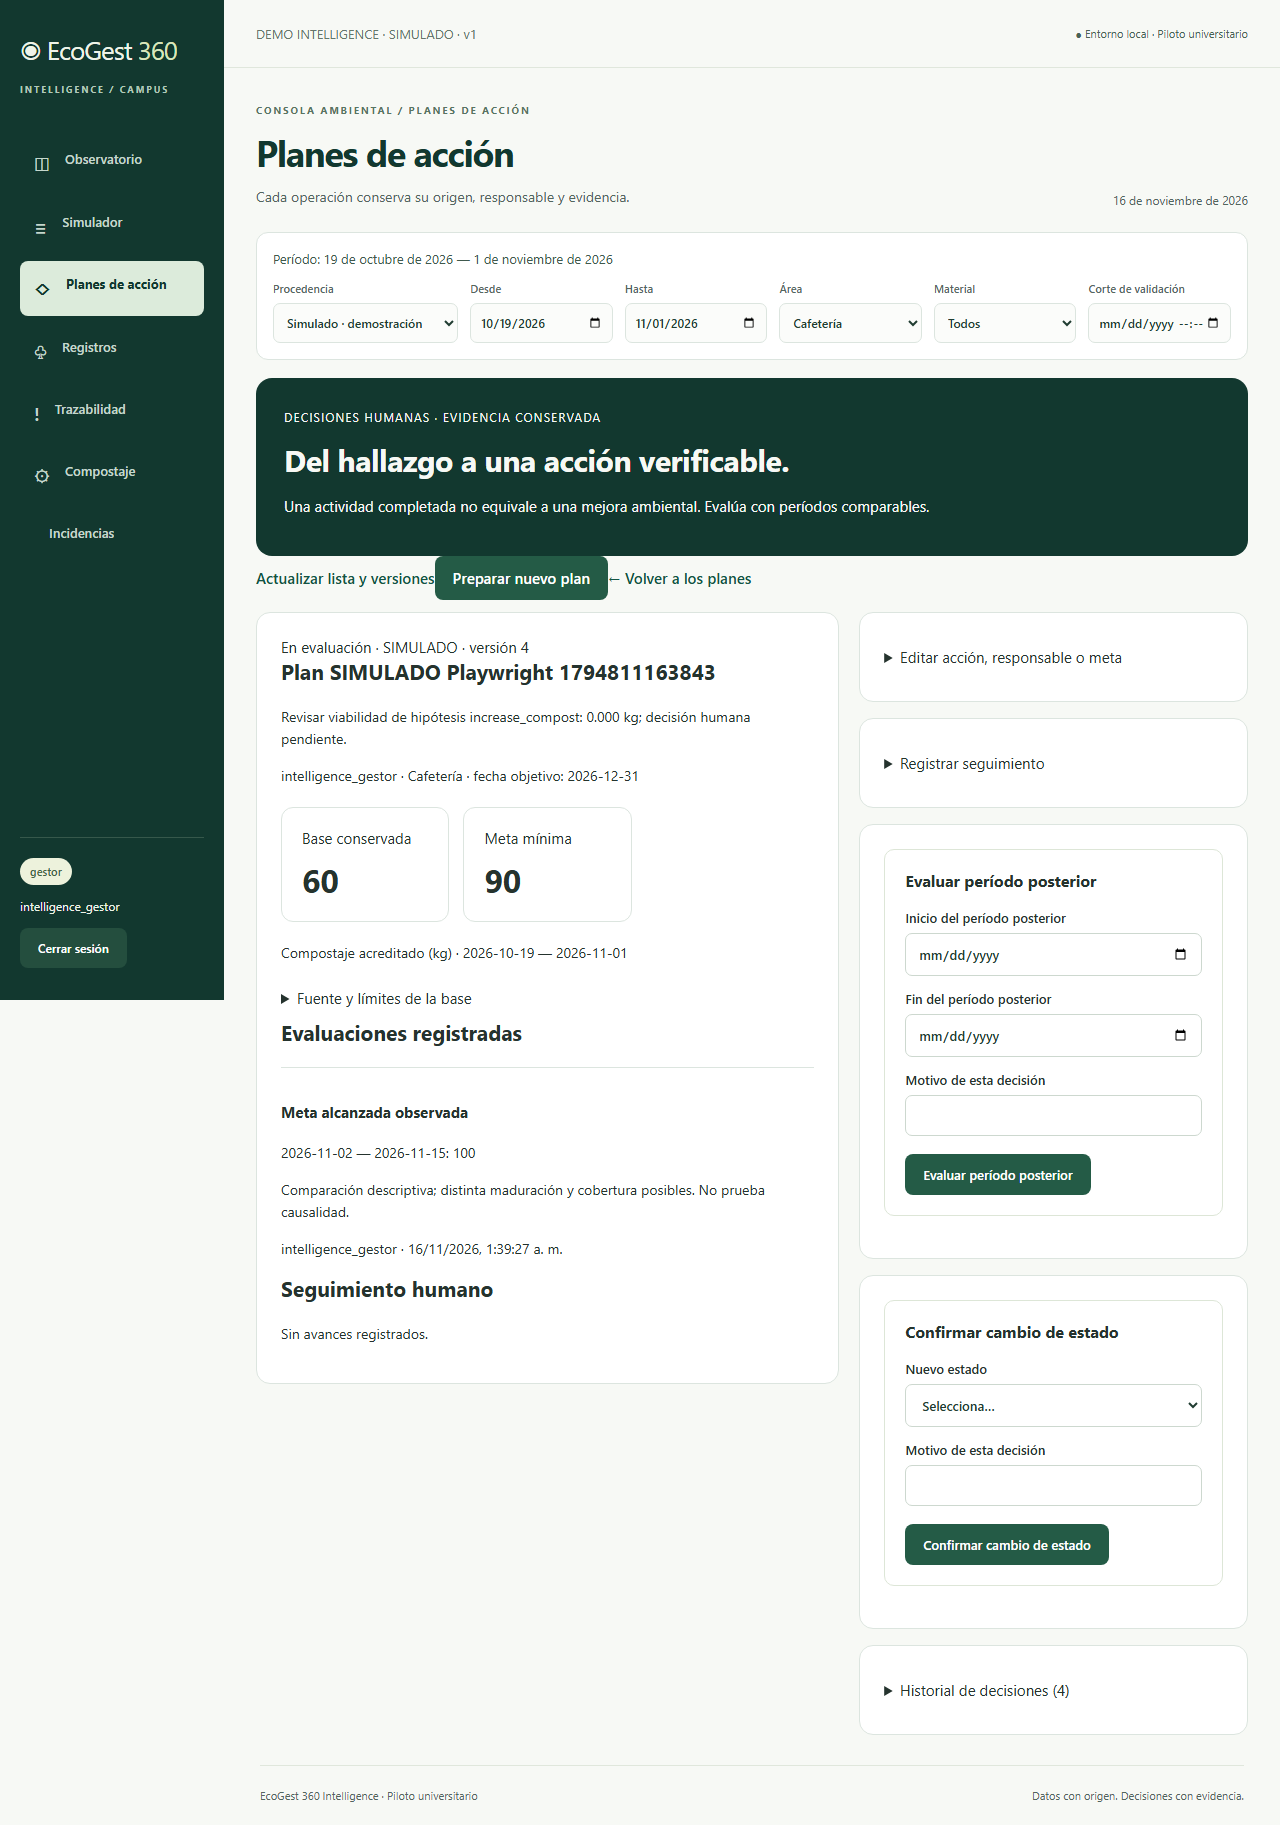 EcoGest 360
INTELLIGENCE / CAMPUS
Observatorio
Simulador
Planes de acción
Registros
Trazabilidad
Compostaje
Incidencias
gestor
intelligence_gestor
Cerrar sesión
DEMO INTELLIGENCE · SIMULADO · v1
● Entorno local · Piloto universitario
CONSOLA AMBIENTAL / PLANES DE ACCIÓN
Planes de acción
Cada operación conserva su origen, responsable y evidencia.
16 de noviembre de 2026
Período: 19 de octubre de 2026 — 1 de noviembre de 2026
Procedencia
Simulado · demostración
Desde
10/19/2026
Hasta
11/01/2026
Área
Cafetería
Material
Todos
Corte de validación
mm/dd/yyyy --:--
DECISIONES HUMANAS · EVIDENCIA CONSERVADA
Del hallazgo a una acción verificable.
Una actividad completada no equivale a una mejora ambiental. Evalúa con períodos comparables.
Actualizar lista y versiones
Preparar nuevo plan
← Volver a los planes
En evaluación · SIMULADO · versión 4
Plan SIMULADO Playwright 1794811163843
Revisar viabilidad de hipótesis increase_compost: 0.000 kg; decisión humana
pendiente.
intelligence_gestor · Cafetería · fecha objetivo: 2026-12-31
Base conservada
60
Meta mínima
90
Compostaje acreditado (kg) · 2026-10-19 — 2026-11-01
▶ Fuente y límites de la base
Evaluaciones registradas
Meta alcanzada observada
2026-11-02 — 2026-11-15: 100
Comparación descriptiva; distinta maduración y cobertura posibles. No prueba
causalidad.
intelligence_gestor · 16/11/2026, 1:39:27 a. m.
Seguimiento humano
Sin avances registrados.
▶ Editar acción, responsable o meta
▶ Registrar seguimiento
Evaluar período posterior
Inicio del período posterior
mm/dd/yyyy
Fin del período posterior
mm/dd/yyyy
Motivo de esta decisión
Evaluar período posterior
Confirmar cambio de estado
Nuevo estado
Selecciona...
Motivo de esta decisión
Confirmar cambio de estado
▶ Historial de decisiones (4)
EcoGest 360 Intelligence · Piloto universitario
Datos con origen. Decisiones con evidencia.